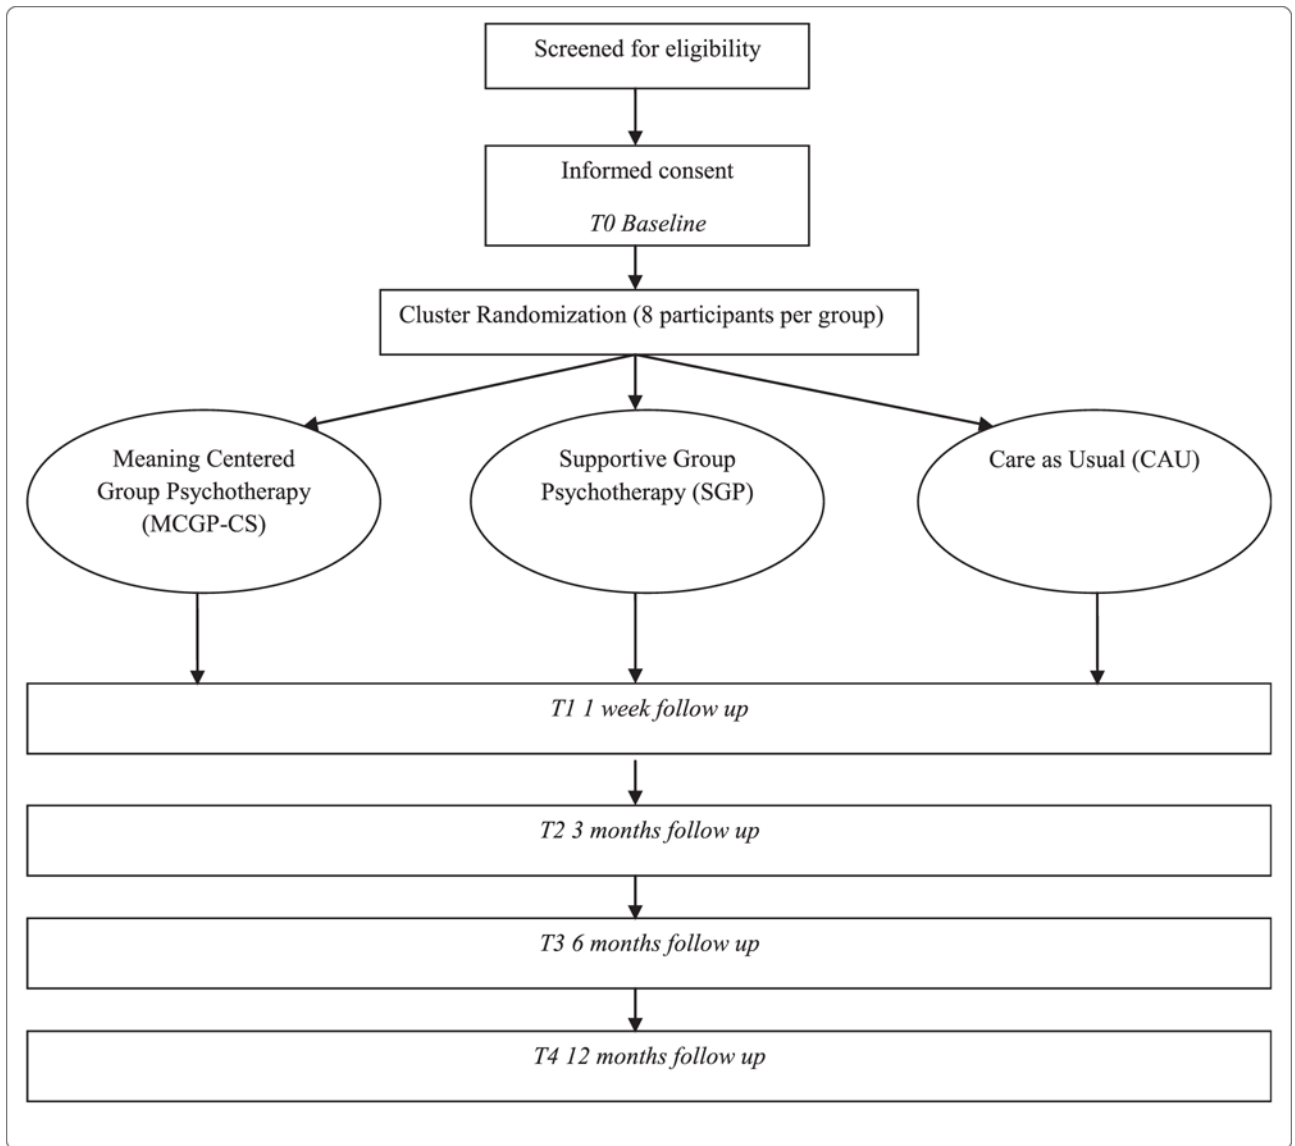 Screened for eligibility
Informed consent
T0 Baseline
Cluster Randomization (8 participants per group)
Meaning Centered
Group Psychotherapy
(MCGP-CS)
Supportive Group
Psychotherapy (SGP)
Care as Usual (CAU)
T1 1 week follow up
T2 3 months follow up
T3 6 months follow up
T4 12 months follow up